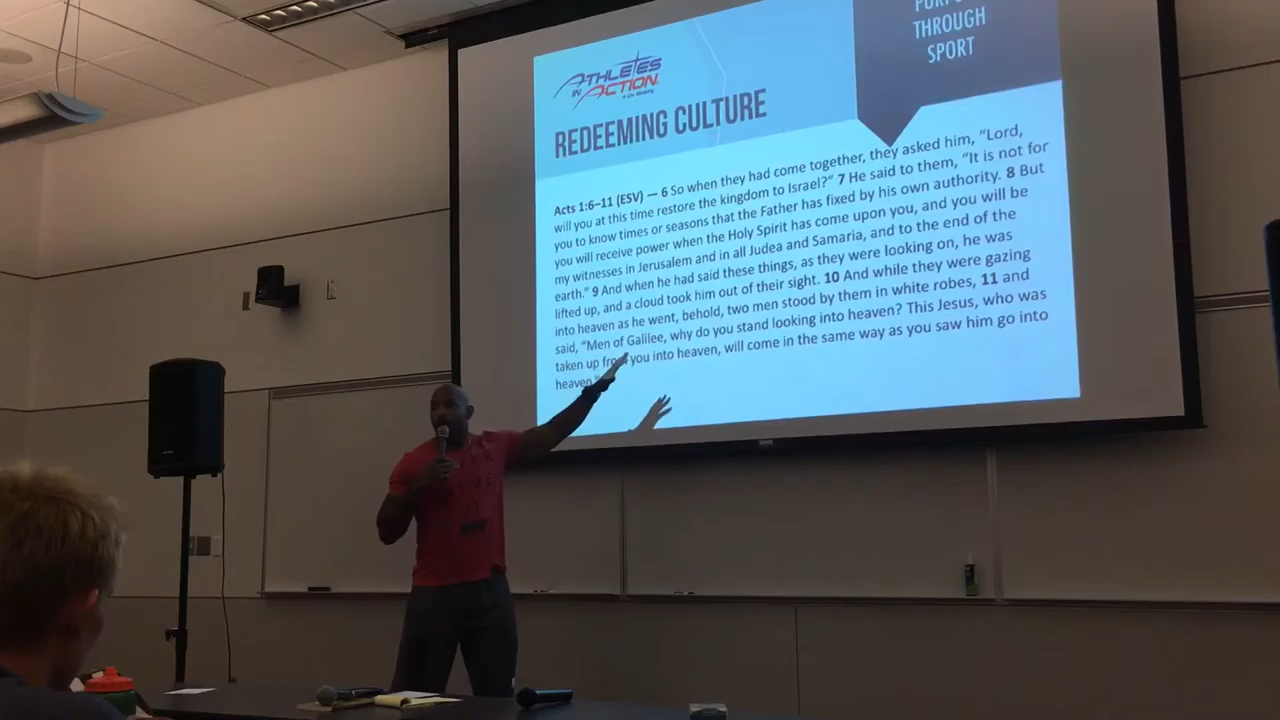 PURPO
THROUGH
SPORT
ATHLETES
IN ACTION
REDEEMING CULTURE
Acts 1:6–11 (ESV) — 6 So when they had come together, they asked him, “Lord,
will you at this time restore the kingdom to Israel?” 7 He said to them, “It is not for
you to know times or seasons that the Father has fixed by his own authority. 8 But
you will receive power when the Holy Spirit has come upon you, and you will be
my witnesses in Jerusalem and in all Judea and Samaria, and to the end of the
earth.” 9 And when he had said these things, as they were looking on, he was
lifted up, and a cloud took him out of their sight. 10 And while they were gazing
into heaven as he went, behold, two men stood by them in white robes, 11 and
said, “Men of Galilee, why do you stand looking into heaven? This Jesus, who was
taken up from you into heaven, will come in the same way as you saw him go into
heaven.”